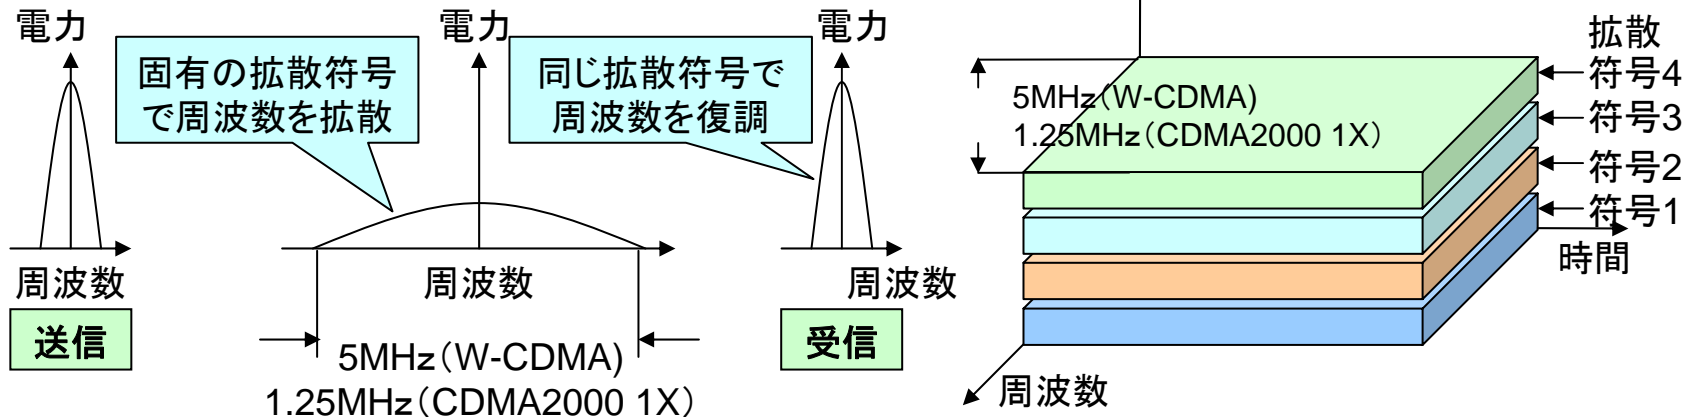 電力
固有の拡散符号
で周波数を拡散
周波数
送信
電力
同じ拡散符号で
周波数を復調
周波数
5MHz（W-CDMA）
1.25MHz（CDMA2000 1X）
電力
周波数
受信
5MHz（W-CDMA）
1.25MHz（CDMA2000 1X）
拡散
符号4
符号3
符号2
符号1
時間
周波数